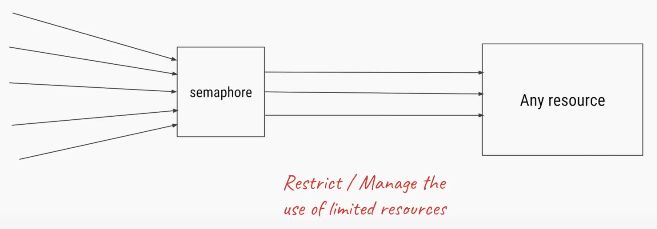 semaphore
Any resource
Restrict / Manage the
use of limited resources